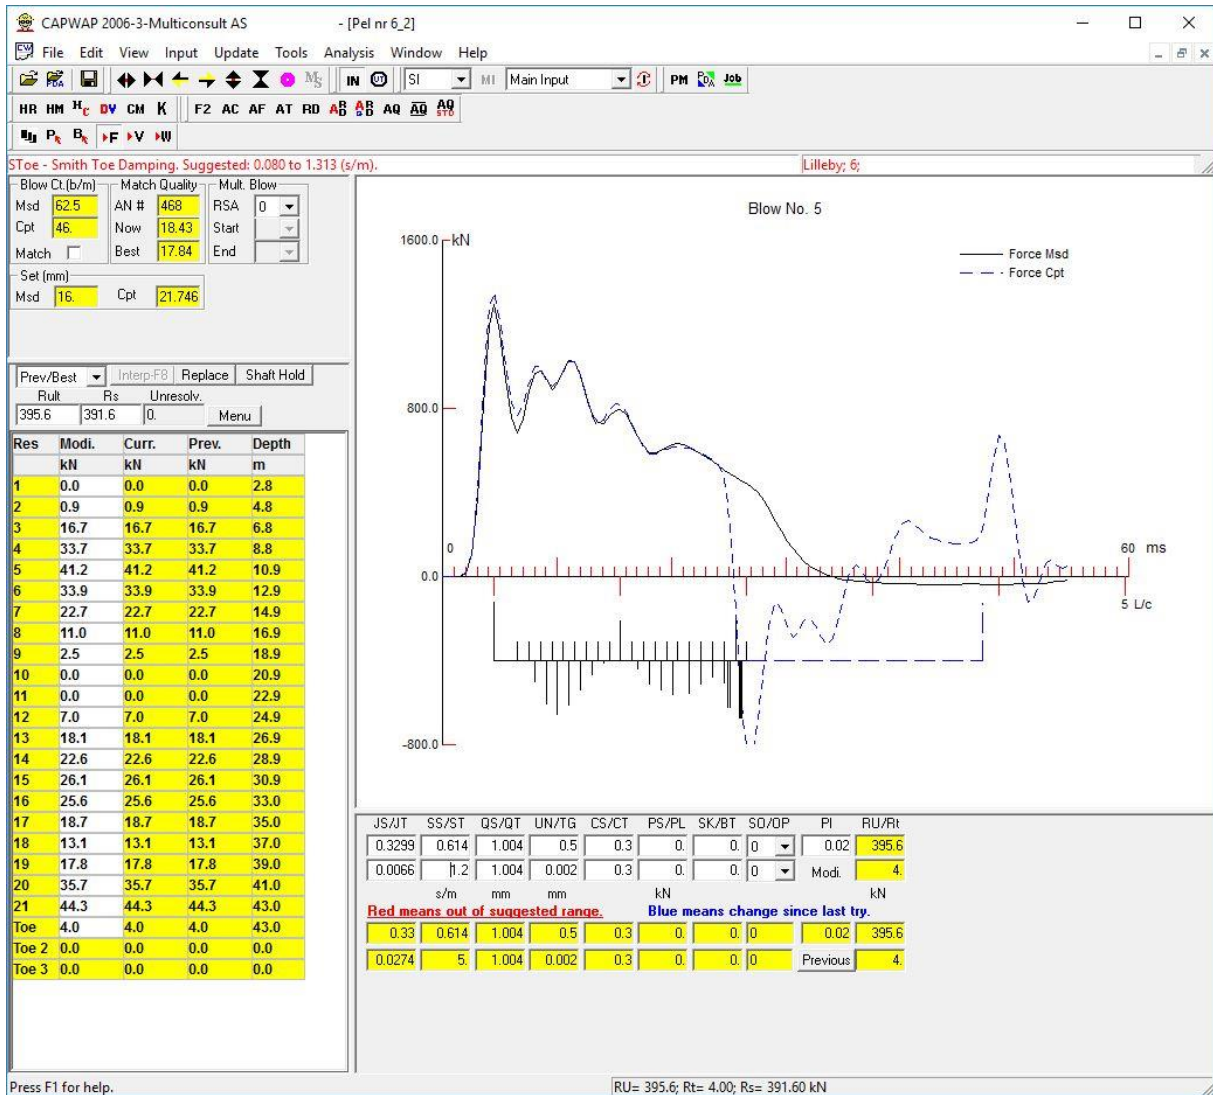 CAPWAP 2006-3-Multiconsult AS - [Pel nr 6_2]
File Edit View Input Update Tools Analysis Window Help
PDA Ms IN UT SI MI Main Input PM PDA Job
HR HM Hc DV CM K F2 AC AF AT RD AQ AQ AQ STD
PR BR F V W
SToe - Smith Toe Damping. Suggested: 0.080 to 1.313 (s/m). Lilleby; 6;
Blow Ct.(b/m) Match Quality Mult. Blow
Msd 62.5 AN # 468 RSA 0
Cpt 46. Now 18.43 Start
Match Best 17.84 End
Set (mm)
Msd 16. Cpt 21.746
Prev/Best Interp-F8 Replace Shaft Hold
Rult Rs Unresolv.
395.6 391.6 0. Menu
Res Modi. Curr. Prev. Depth
kN kN kN m
1 0.0 0.0 0.0 2.8
2 0.9 0.9 0.9 4.8
3 16.7 16.7 16.7 6.8
4 33.7 33.7 33.7 8.8
5 41.2 41.2 41.2 10.9
6 33.9 33.9 33.9 12.9
7 22.7 22.7 22.7 14.9
8 11.0 11.0 11.0 16.9
9 2.5 2.5 2.5 18.9
10 0.0 0.0 0.0 20.9
11 0.0 0.0 0.0 22.9
12 7.0 7.0 7.0 24.9
13 18.1 18.1 18.1 26.9
14 22.6 22.6 22.6 28.9
15 26.1 26.1 26.1 30.9
16 25.6 25.6 25.6 33.0
17 18.7 18.7 18.7 35.0
18 13.1 13.1 13.1 37.0
19 17.8 17.8 17.8 39.0
20 35.7 35.7 35.7 41.0
21 44.3 44.3 44.3 43.0
Toe 4.0 4.0 4.0 43.0
Toe 2 0.0 0.0 0.0 0.0
Toe 3 0.0 0.0 0.0 0.0
Blow No. 5
1600.0 kN
Force Msd
Force Cpt
800.0
0 60 ms
0.0
5 L/c
-800.0
JS/JT SS/ST QS/QT UN/TG CS/CT PS/PL SK/BT SO/OP PI RU/Rt
0.3299 0.614 1.004 0.5 0.3 0. 0. 0 0.02 395.6
0.0066 1.2 1.004 0.002 0.3 0. 0. 0 Modi. 4.
s/m mm mm kN kN
Red means out of suggested range. Blue means change since last try.
0.33 0.614 1.004 0.5 0.3 0. 0. 0 0.02 395.6
0.0274 5. 1.004 0.002 0.3 0. 0. 0 Previous 4.
Press F1 for help. RU= 395.6; Rt= 4.00; Rs= 391.60 kN